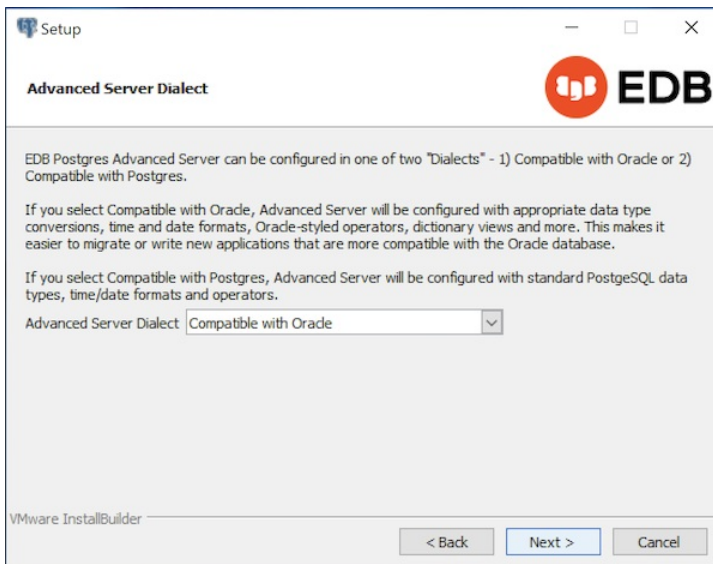 Setup
Advanced Server Dialect
EDB
EDB Postgres Advanced Server can be configured in one of two "Dialects" - 1) Compatible with Oracle or 2)
Compatible with Postgres.
If you select Compatible with Oracle, Advanced Server will be configured with appropriate data type
conversions, time and date formats, Oracle-styled operators, dictionary views and more. This makes it
easier to migrate or write new applications that are more compatible with the Oracle database.
If you select Compatible with Postgres, Advanced Server will be configured with standard PostgeSQL data
types, time/date formats and operators.
Advanced Server Dialect Compatible with Oracle
VMware InstallBuilder
< Back Next > Cancel